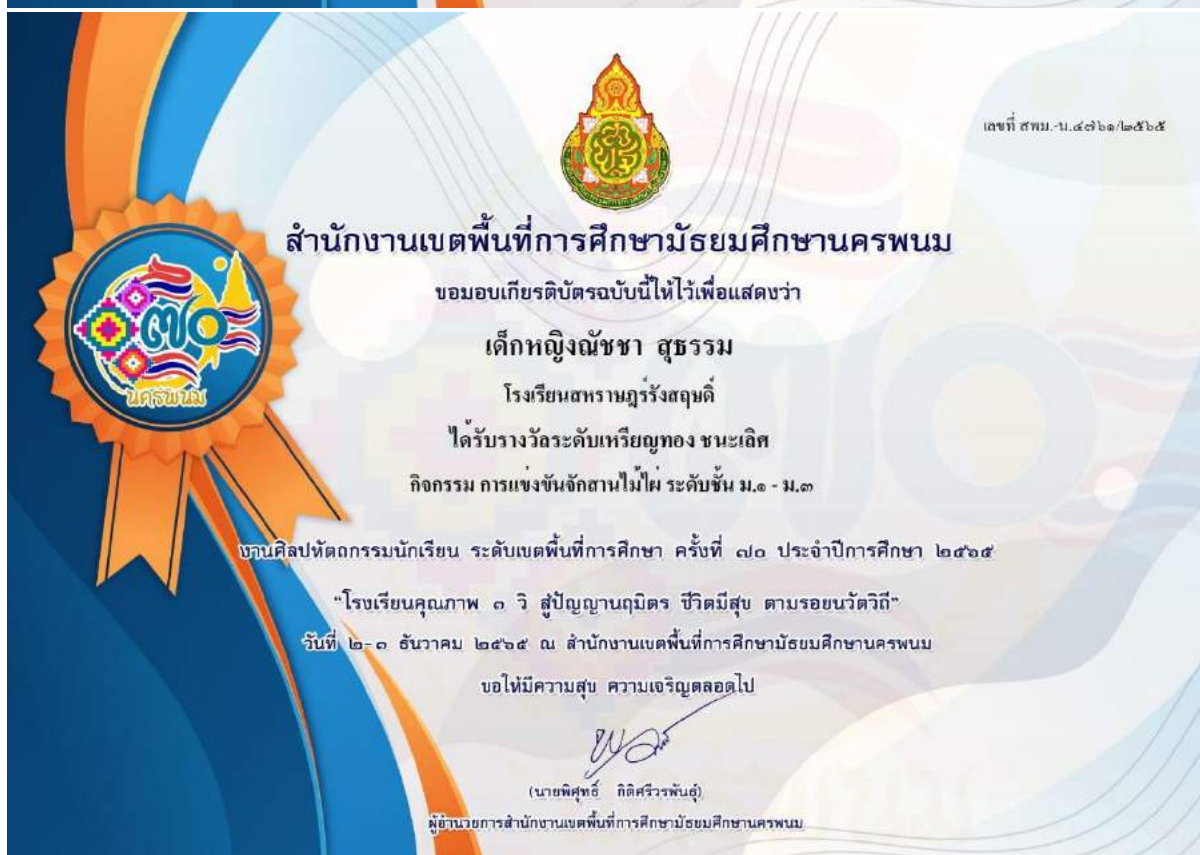 เลขที่ สพม.-น.๔๗๖๑/๒๕๖๕
สำนักงานเขตพื้นที่การศึกษามัธยมศึกษานครพนม
ขอมอบเกียรติบัตรฉบับนี้ให้ไว้เพื่อแสดงว่า
เด็กหญิงณัชชา สุธรรม
โรงเรียนสหราษฎร์รังสฤษดิ์
ได้รับรางวัลระดับเหรียญทอง ชนะเลิศ
กิจกรรม การแข่งขันจักสานไม้ไผ่ ระดับชั้น ม.๑ - ม.๓
๗๐
นครพนม
งานศิลปหัตถกรรมนักเรียน ระดับเขตพื้นที่การศึกษา ครั้งที่ ๗๐ ประจำปีการศึกษา ๒๕๖๕
"โรงเรียนคุณภาพ ๓ วิ สู่ปัญญานฤมิตร ชีวิตมีสุข ตามรอยนวัตวิถี"
วันที่ ๒-๓ ธันวาคม ๒๕๖๕ ณ สำนักงานเขตพื้นที่การศึกษามัธยมศึกษานครพนม
ขอให้มีความสุข ความเจริญตลอดไป
(นายพิศุทธิ์ กิติศรีวรพันธุ์)
ผู้อำนวยการสำนักงานเขตพื้นที่การศึกษามัธยมศึกษานครพนม